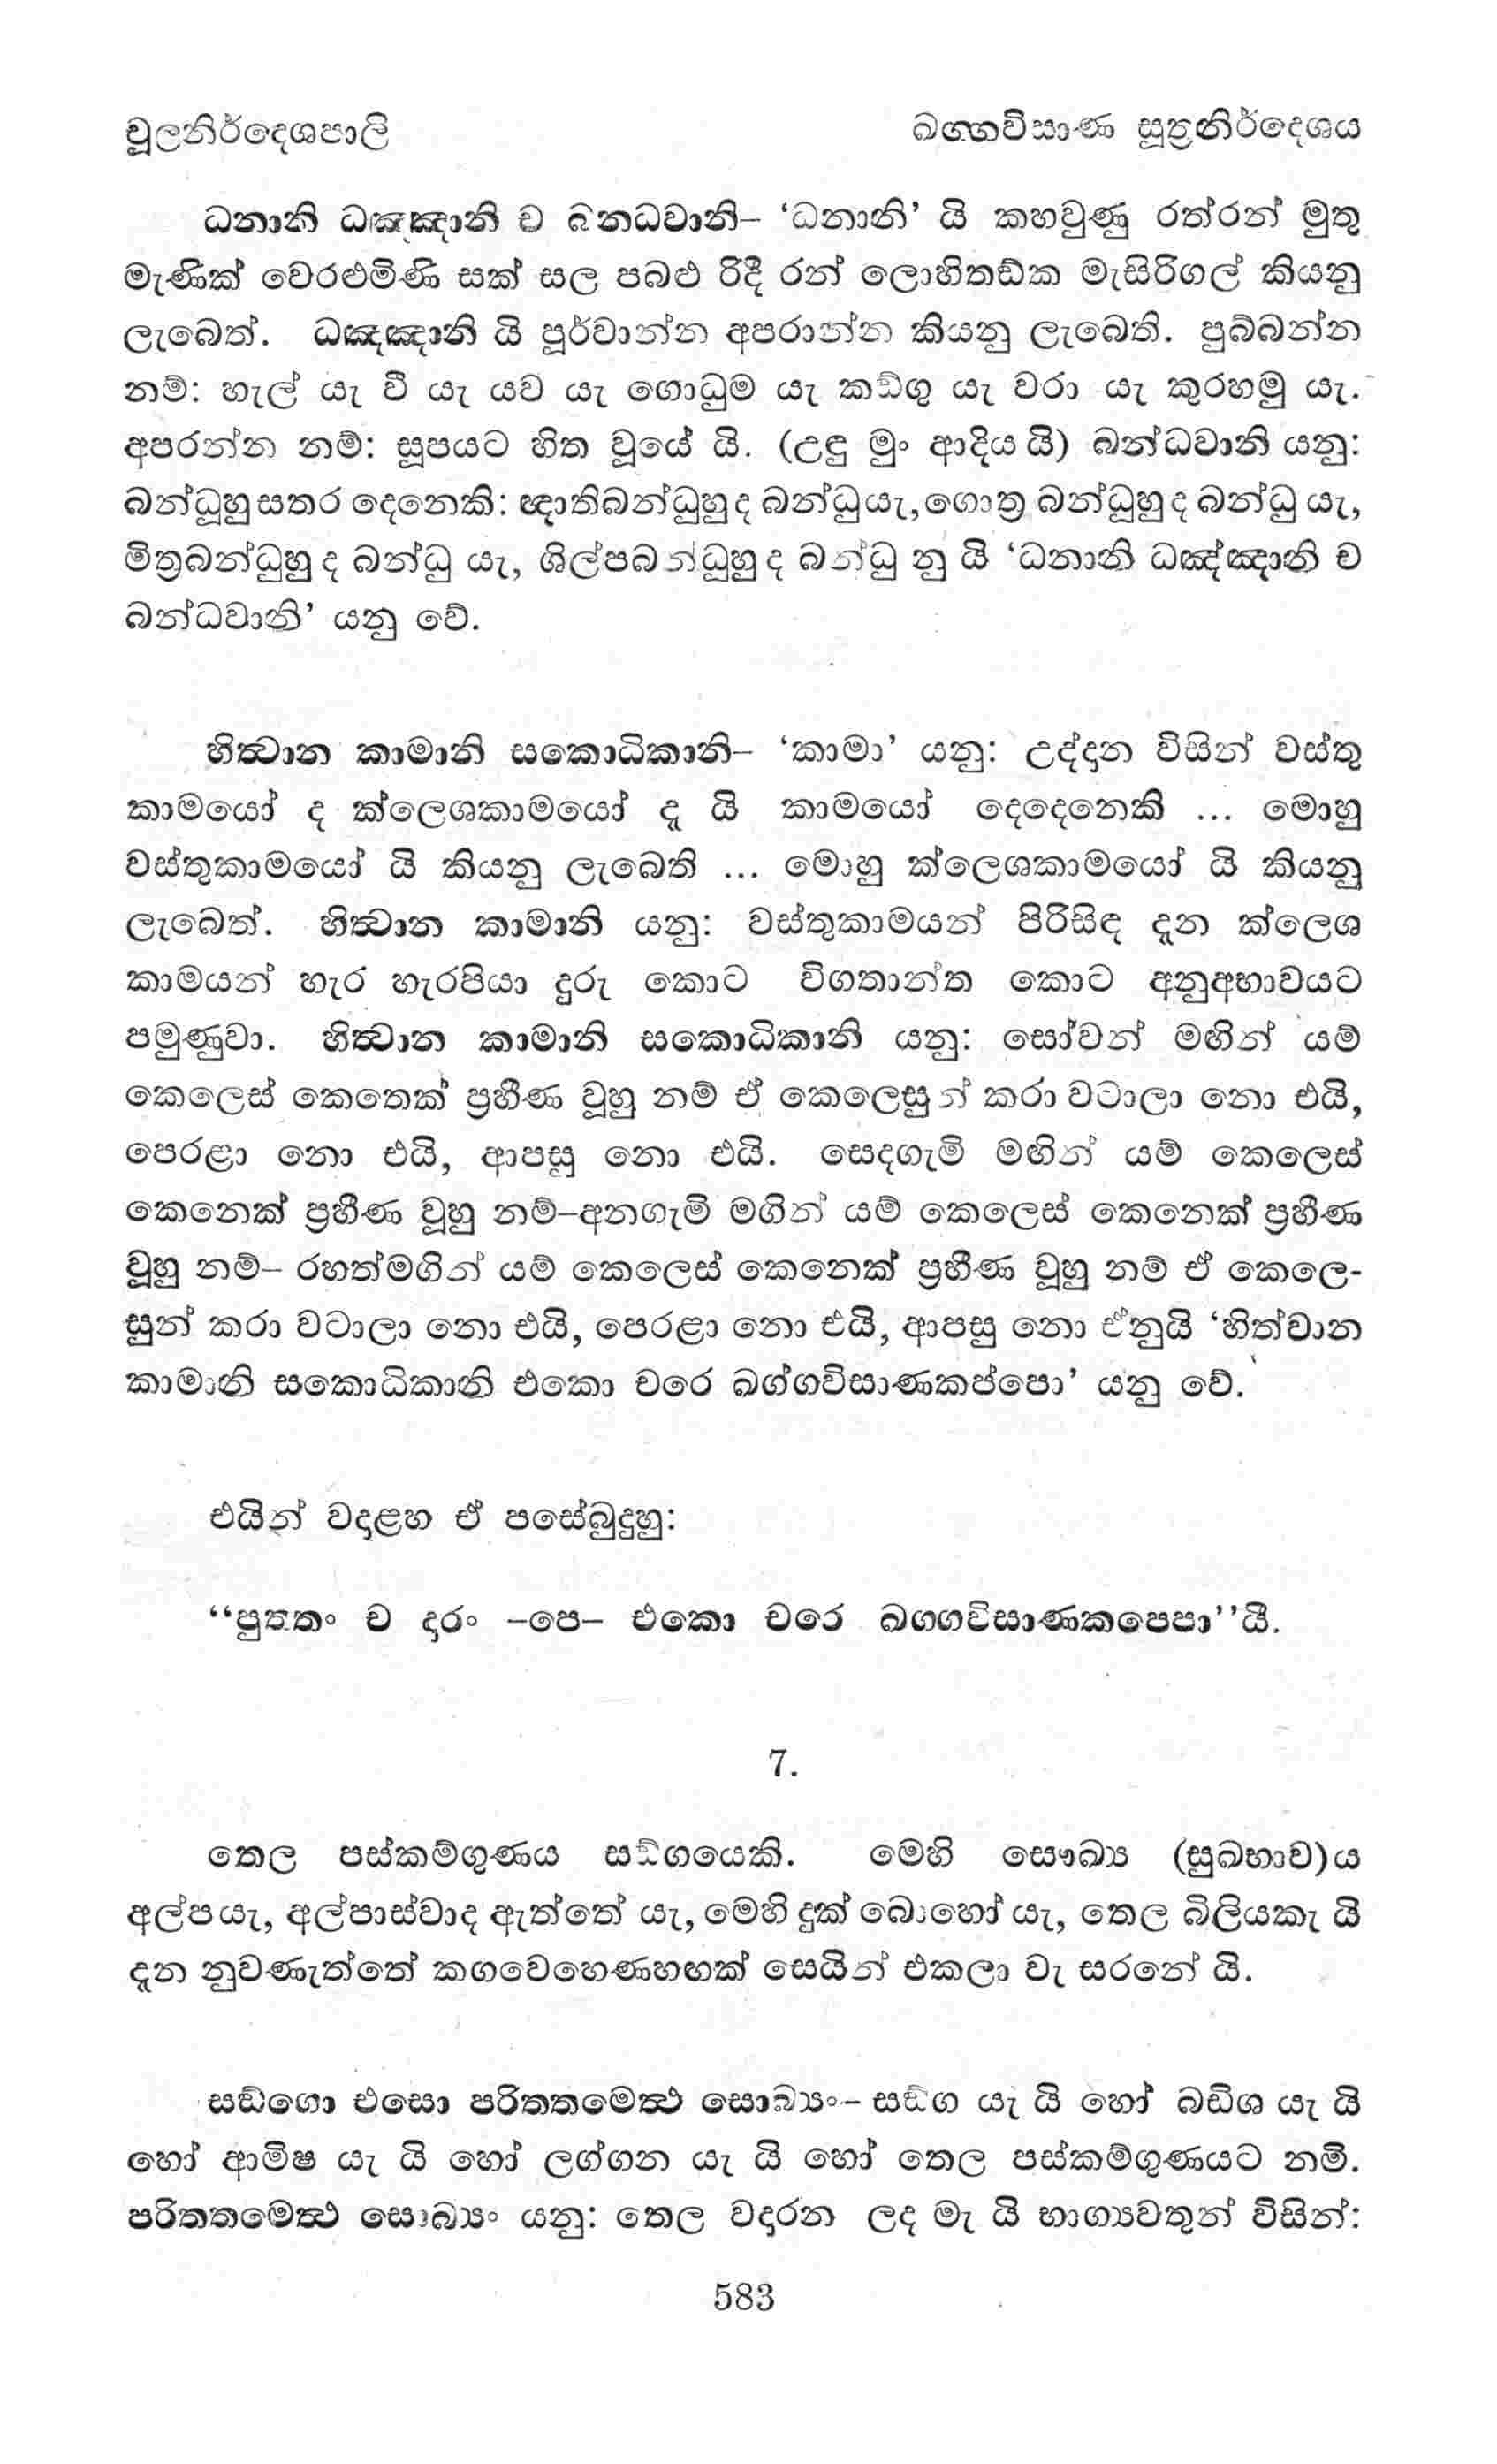 චූලනිර්දෙශපාලි ඛග්ගවිසාණ සූත්‍රනිර්දෙශය
ධනානි ධඤ්ඤානි ච බන්ධවානි– ‘ධනානි’ යි කහවුණු රත්රන් මුතු
මැණික් වෙරළුමිණි සක් සල පබළු රිදී රන් ලොහිතඞ්ක මැසිරිගල් කියනු
ලැබෙත්. ධඤ්ඤානි යි පූර්වාන්න අපරාන්න කියනු ලැබෙති. පුබ්බන්න
නම්: හැල් යැ වී යැ යව යැ ගොධුම යැ කඞ්ගු යැ වරා යැ කුරහමු යැ.
අපරන්න නම්: සූපයට හිත වූයේ යි. (උඳු මුං ආදිය යි) බන්ධවානි යනු:
බන්ධූහු සතර දෙනෙකි: ඥාතිබන්ධුහු ද බන්ධු යැ, ගොත්‍ර බන්ධූහු ද බන්ධු යැ,
මිත්‍රබන්ධුහු ද බන්ධු යැ, ශිල්පබන්ධූහු ද බන්ධු නු යි ‘ධනානි ධඤ්ඤානි ච
බන්ධවානි’ යනු වේ.
හිත්‍වාන කාමානි සකොධිකානි– ‘කාමා’ යනු: උද්දාන විසින් වස්තු
කාමයෝ ද ක්ලෙශකාමයෝ දැ යි කාමයෝ දෙදෙනෙකි ... මොහු
වස්තුකාමයෝ යි කියනු ලැබෙති ... මොහු ක්ලෙශකාමයෝ යි කියනු
ලැබෙත්. හිත්‍වාන කාමානි යනු: වස්තුකාමයන් පිරිසිඳ දැන ක්ලෙශ
කාමයන් හැර හැරපියා දුරු කොට විගතාන්ත කොට අනුඅභාවයට
පමුණුවා. හිත්‍වාන කාමානි සකොධිකානි යනු: සෝවන් මඟින් යම්
කෙලෙස් කෙතෙක් ප්‍රහීණ වූහු නම් ඒ කෙලෙසුන් කරා වටාලා නො එයි,
පෙරළා නො එයි, ආපසු නො එයි. සෙදගැමි මඟින් යම් කෙලෙස්
කෙනෙක් ප්‍රහීණ වූහු නම්–අනගැමි මගින් යම් කෙලෙස් කෙනෙක් ප්‍රහීණ
වූහු නම්– රහත්මගින් යම් කෙලෙස් කෙනෙක් ප්‍රහීණ වූහු නම් ඒ කෙලෙ-
සුන් කරා වටාලා නො එයි, පෙරළා නො එයි, ආපසු නො ඒනුයි ‘හිත්වාන
කාමානි සකොධිකානි එකො චරෙ ඛග්ගවිසාණකප්පො’ යනු වේ.
එයින් වදාළහ ඒ පසේබුදුහු:
“පුත්තං ච දාරං –පෙ– එකො චරෙ ඛග්ගවිසාණකප්පො”යී.
7.
තෙල පස්කම්ගුණය සඞ්ගයෙකි. මෙහි සෞඛ්‍ය (සුඛභාව)ය
අල්පයැ, අල්පාස්වාද ඇත්තේ යැ, මෙහි දුක් බොහෝ යැ, තෙල බිලියකැ යි
දැන නුවණැත්තේ කගවෙහෙණහඟක් සෙයින් එකලා වැ සරනේ යි.
සඞ්ගො එසො පරිත්තමෙත්‍ථ සොඛ්‍යං– සඞ්ග යැ යි හෝ බඩිශ යැ යි
හෝ ආමිෂ යැ යි හෝ ලග්ගන යැ යි හෝ තෙල පස්කම්ගුණයට නමි.
පරිත්තමෙත්‍ථ සොඛ්‍යං යනු: තෙල වදාරන ලද මැ යි භාග්‍යවතුන් විසින්:
583